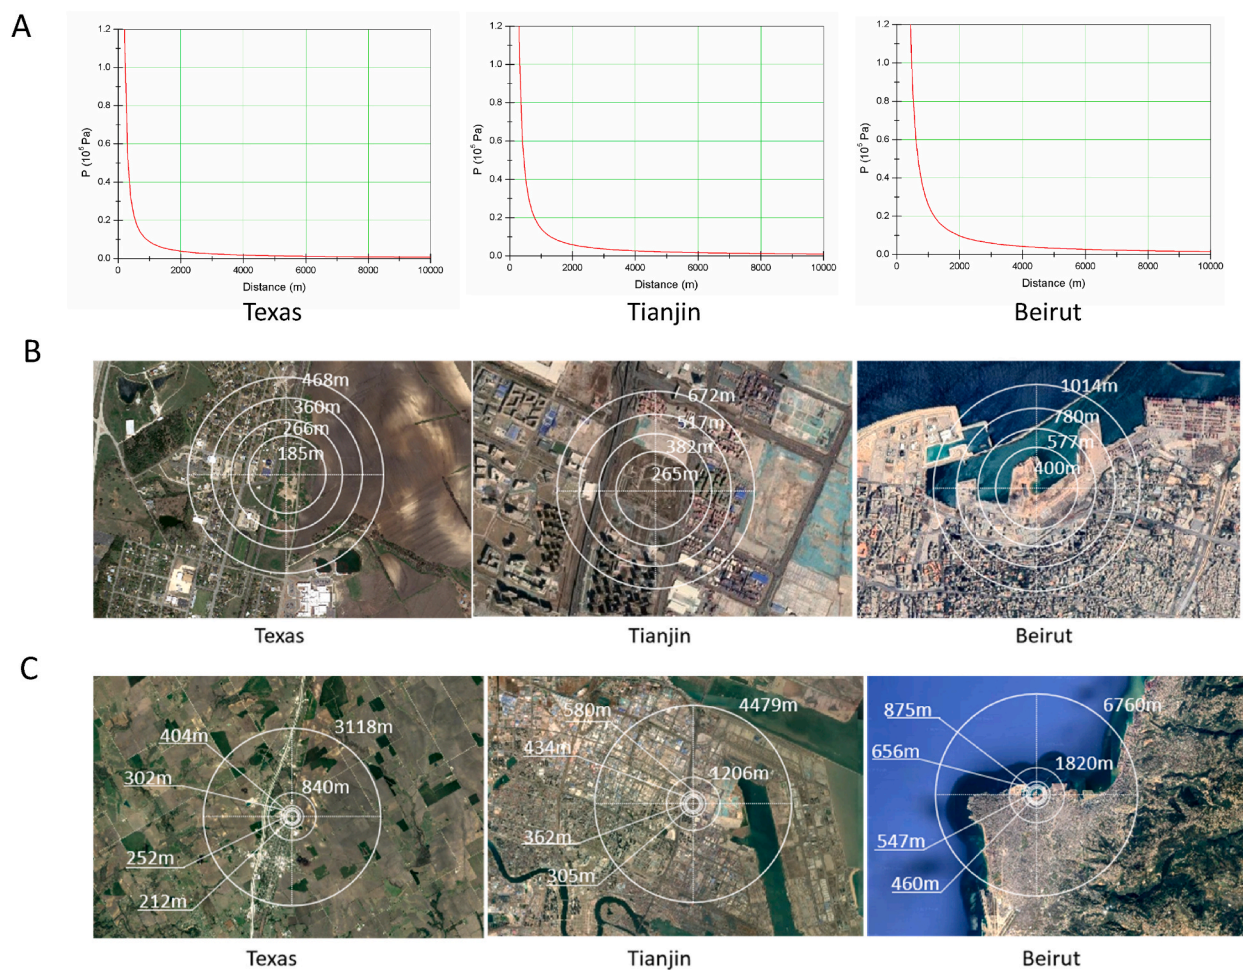 A
1.2
1.0
0.8
0.6
0.4
0.2
0.0
P (10⁵ Pa)
0 2000 4000 6000 8000 10000
Distance (m)
Texas
1.2
1.0
0.8
0.6
0.4
0.2
0.0
P (10⁵ Pa)
0 2000 4000 6000 8000 10000
Distance (m)
Tianjin
1.2
1.0
0.8
0.6
0.4
0.2
0.0
P (10⁵ Pa)
0 2000 4000 6000 8000 10000
Distance (m)
Beirut
B
468m
360m
266m
185m
Texas
672m
517m
382m
265m
Tianjin
1014m
780m
577m
400m
Beirut
C
3118m
404m
302m
840m
252m
212m
Texas
580m
4479m
434m
1206m
362m
305m
Tianjin
875m
6760m
656m
1820m
547m
460m
Beirut